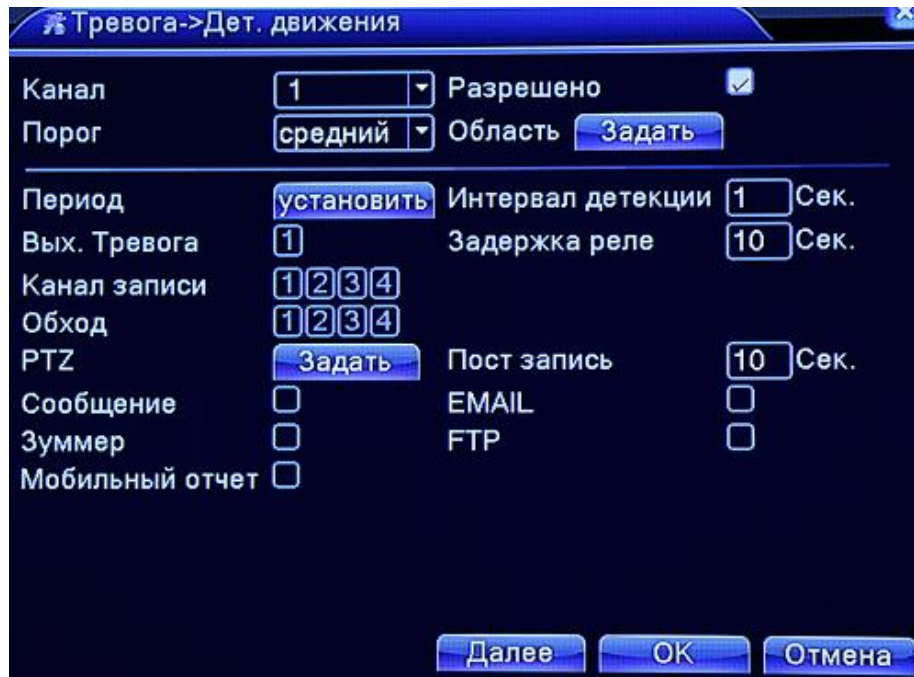 Тревога->Дет. движения
Канал 1 Разрешено
Порог средний Область Задать
Период установить Интервал детекции 1 Сек.
Вых. Тревога 1 Задержка реле 10 Сек.
Канал записи 1 2 3 4
Обход 1 2 3 4
PTZ Задать Пост запись 10 Сек.
Сообщение EMAIL
Зуммер FTP
Мобильный отчет
Далее OK Отмена